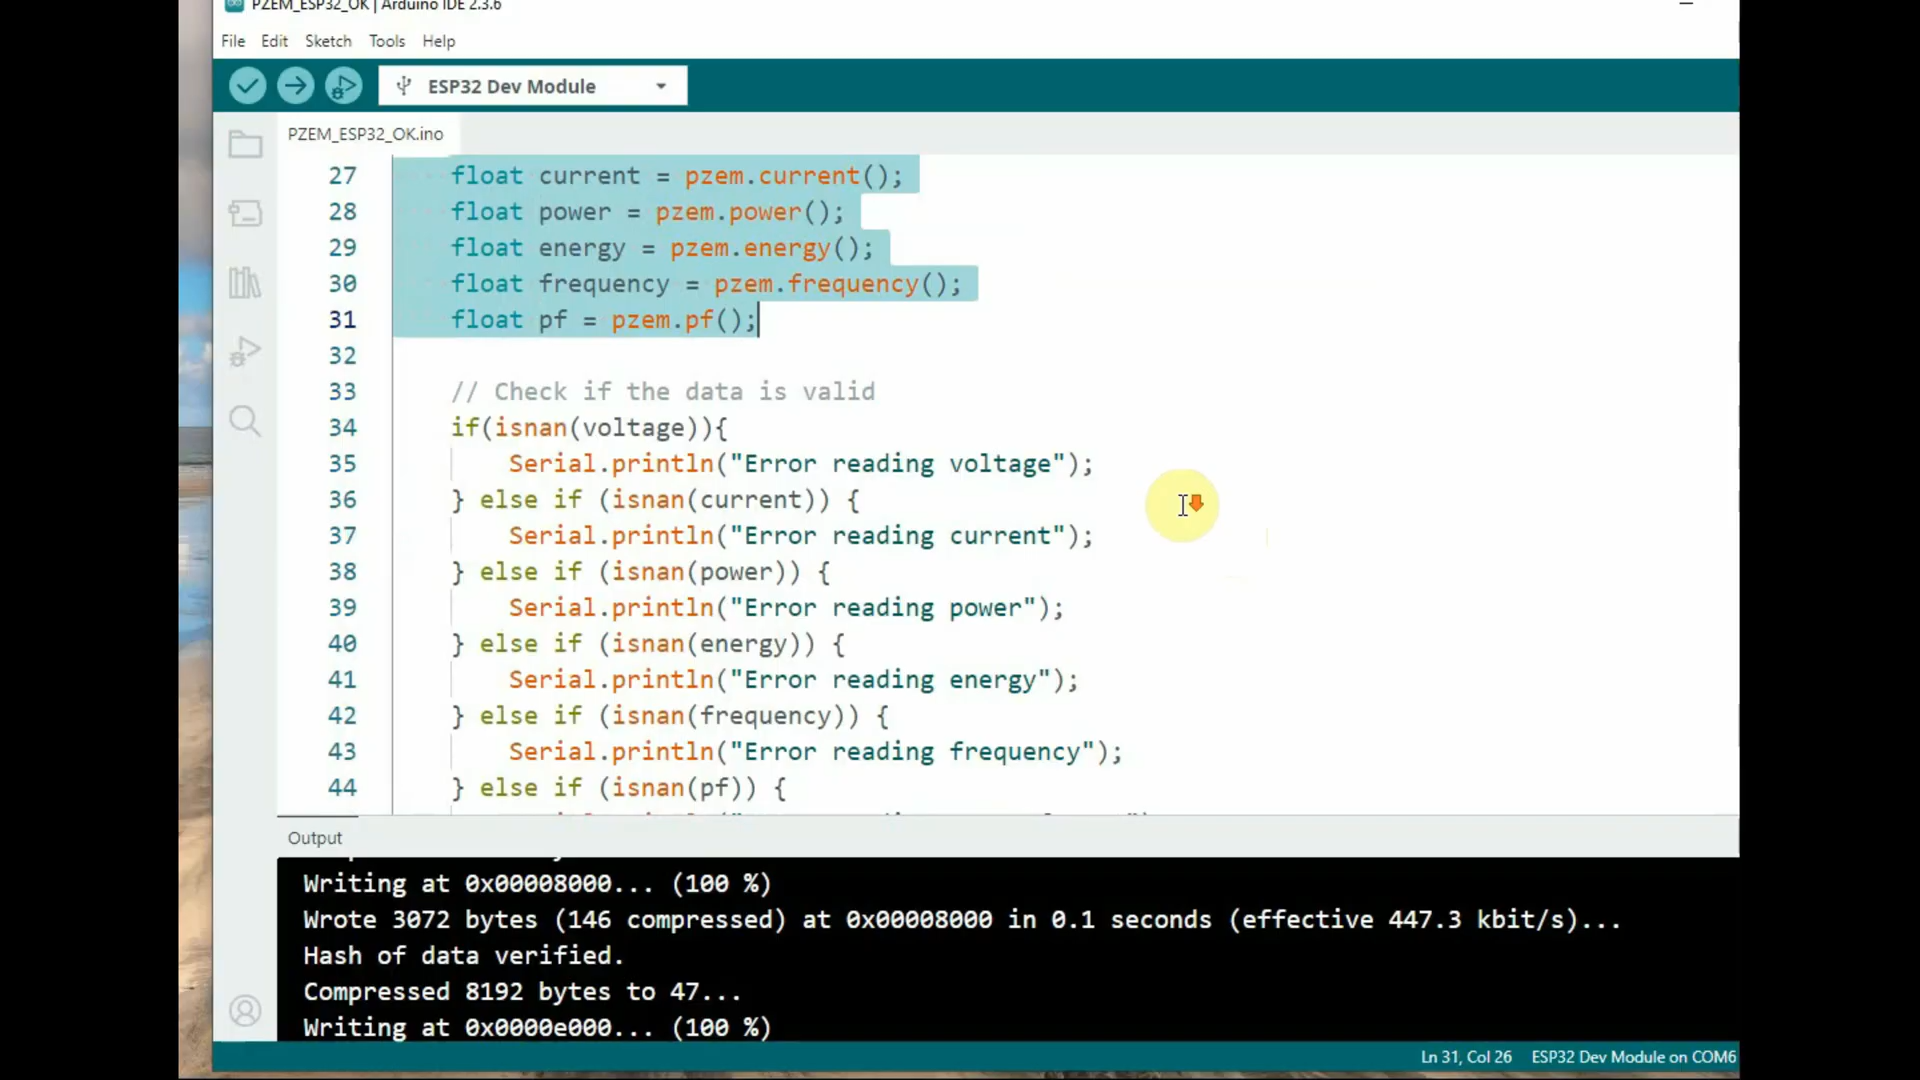 PZEM_ESP32_OK | Arduino IDE 2.3.6
File Edit Sketch Tools Help
ESP32 Dev Module
PZEM_ESP32_OK.ino
27 float current = pzem.current();
28 float power = pzem.power();
29 float energy = pzem.energy();
30 float frequency = pzem.frequency();
31 float pf = pzem.pf();
32
33 // Check if the data is valid
34 if(isnan(voltage)){
35 Serial.println("Error reading voltage");
36 } else if (isnan(current)) {
37 Serial.println("Error reading current");
38 } else if (isnan(power)) {
39 Serial.println("Error reading power");
40 } else if (isnan(energy)) {
41 Serial.println("Error reading energy");
42 } else if (isnan(frequency)) {
43 Serial.println("Error reading frequency");
44 } else if (isnan(pf)) {
Output
Writing at 0x00008000... (100 %)
Wrote 3072 bytes (146 compressed) at 0x00008000 in 0.1 seconds (effective 447.3 kbit/s)...
Hash of data verified.
Compressed 8192 bytes to 47...
Writing at 0x0000e000... (100 %)
Ln 31, Col 26 ESP32 Dev Module on COM6